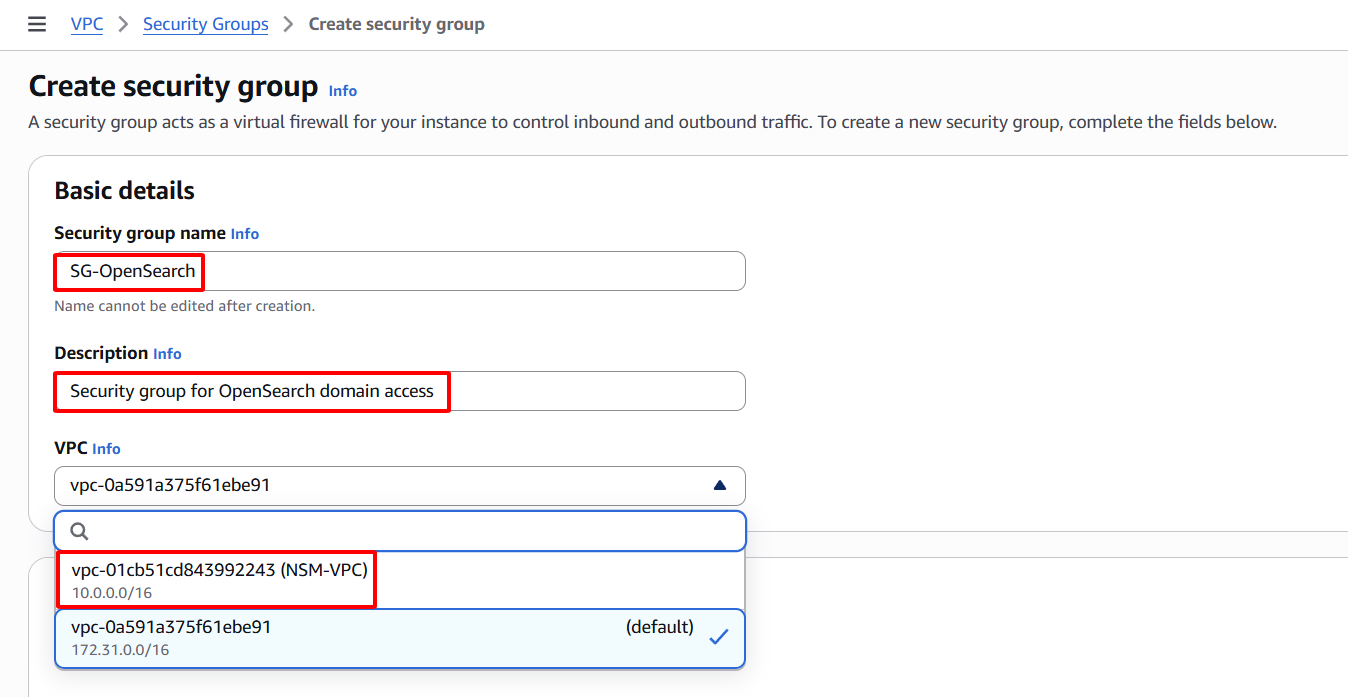 VPC > Security Groups > Create security group
Create security group Info
A security group acts as a virtual firewall for your instance to control inbound and outbound traffic. To create a new security group, complete the fields below.
Basic details
Security group name Info
SG-OpenSearch
Name cannot be edited after creation.
Description Info
Security group for OpenSearch domain access
VPC Info
vpc-0a591a375f61ebe91
vpc-01cb51cd843992243 (NSM-VPC)
10.0.0.0/16
vpc-0a591a375f61ebe91 (default)
172.31.0.0/16